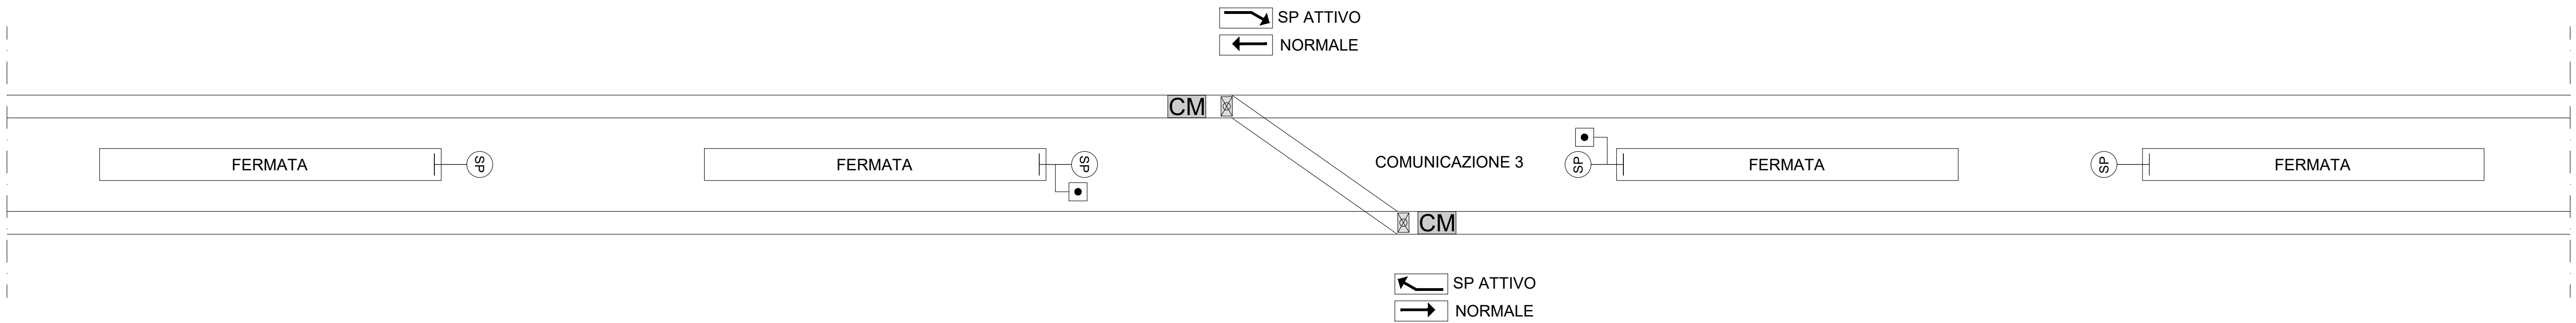 SP ATTIVO
NORMALE
CM
FERMATA
SP
FERMATA
SP
COMUNICAZIONE 3
SP
FERMATA
SP
FERMATA
CM
SP ATTIVO
NORMALE